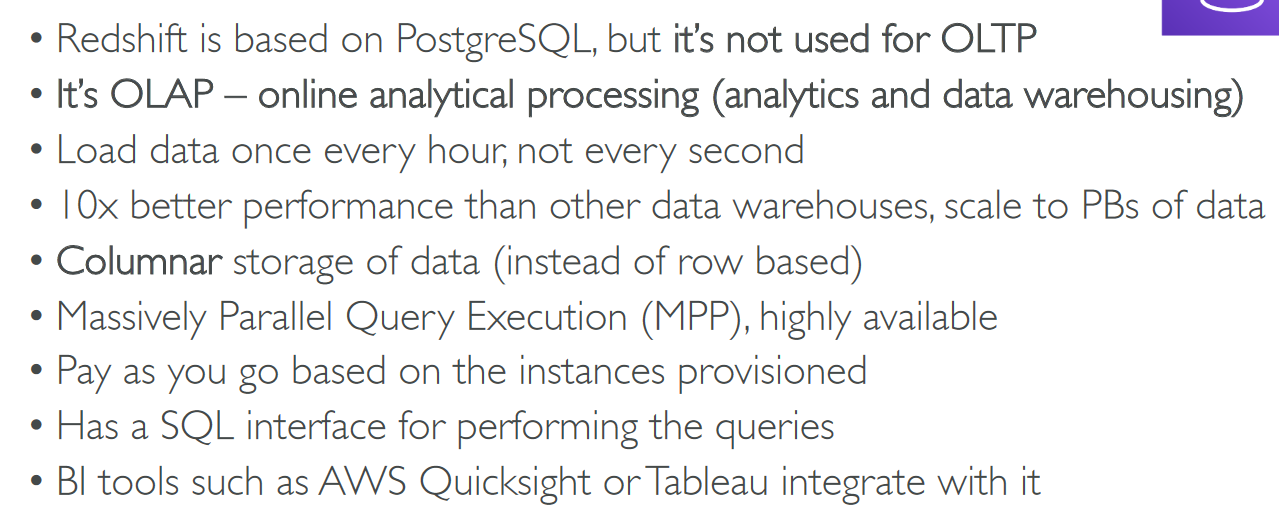 • Redshift is based on PostgreSQL, but it's not used for OLTP
• It's OLAP – online analytical processing (analytics and data warehousing)
• Load data once every hour, not every second
• 10x better performance than other data warehouses, scale to PBs of data
• Columnar storage of data (instead of row based)
• Massively Parallel Query Execution (MPP), highly available
• Pay as you go based on the instances provisioned
• Has a SQL interface for performing the queries
• BI tools such as AWS Quicksight or Tableau integrate with it